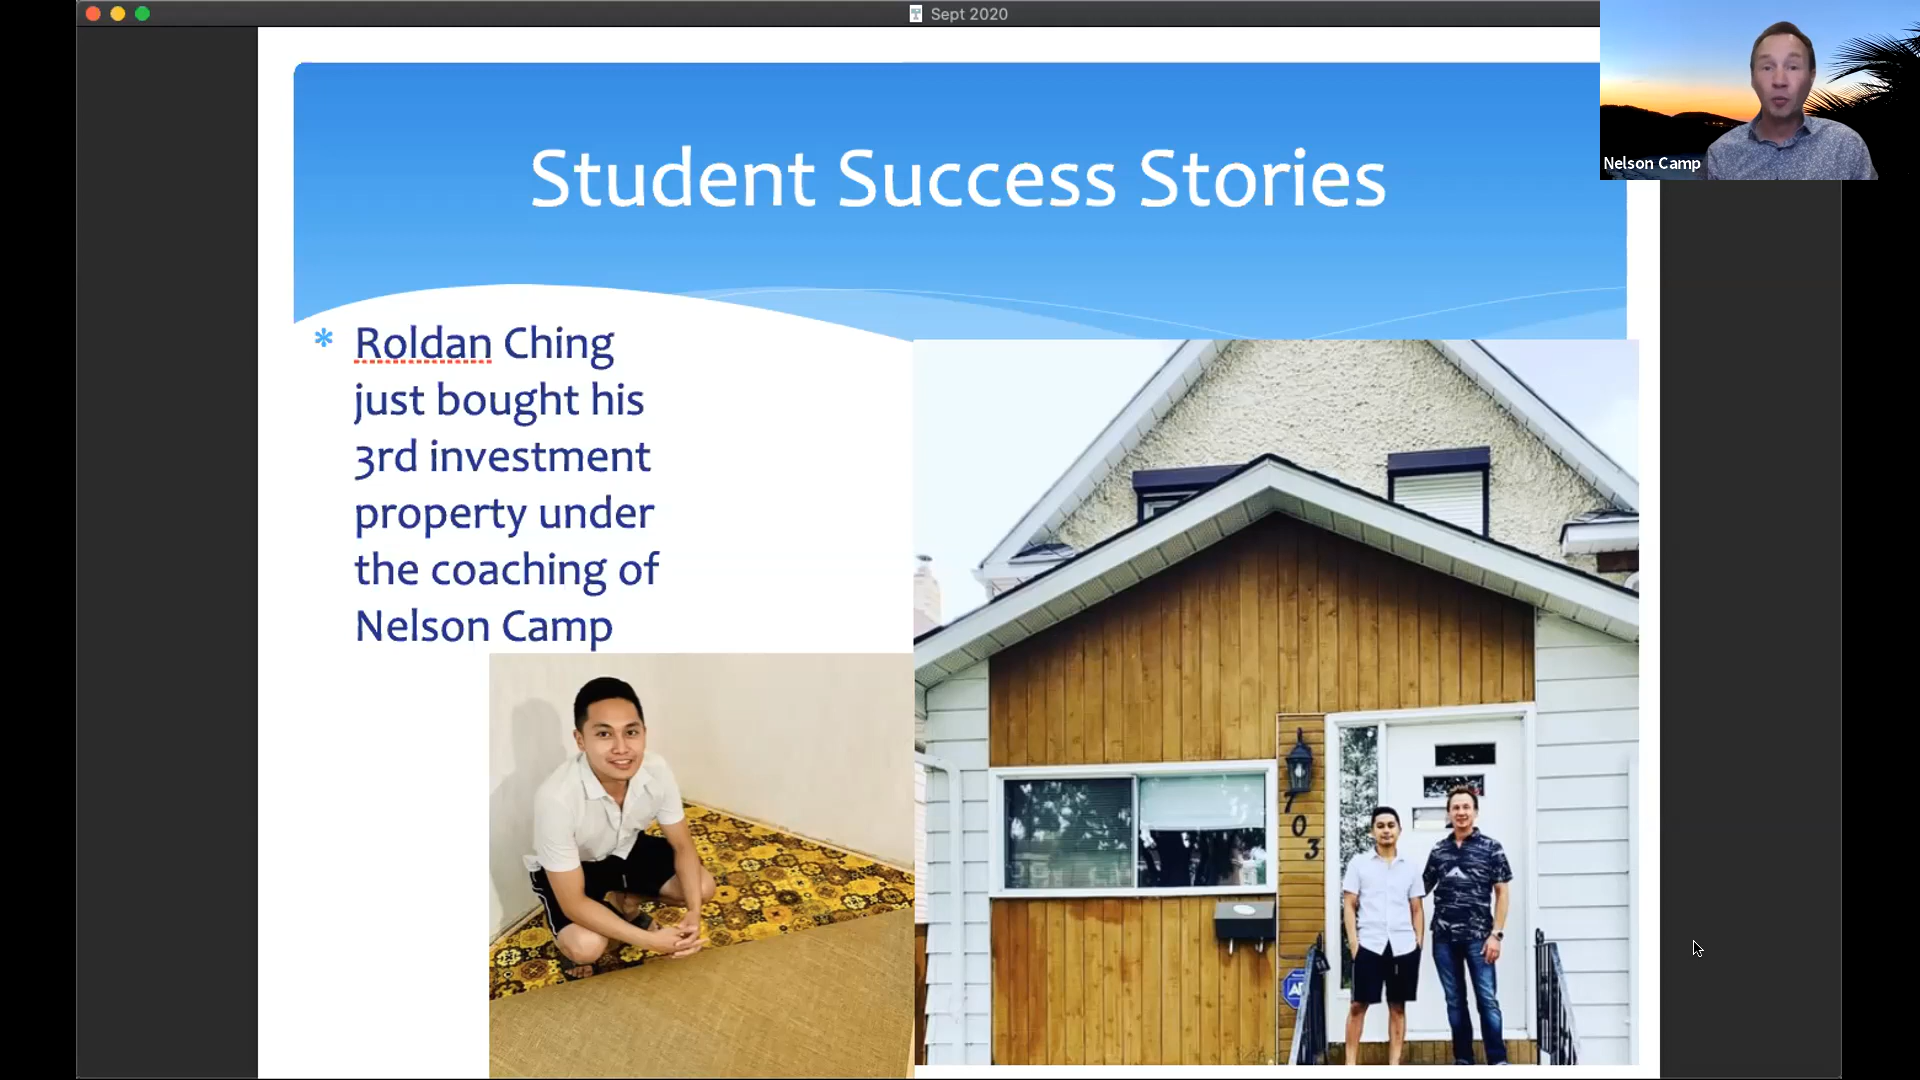 Sept 2020
Nelson Camp
Student Success Stories
* Roldan Ching
just bought his
3rd investment
property under
the coaching of
Nelson Camp
703